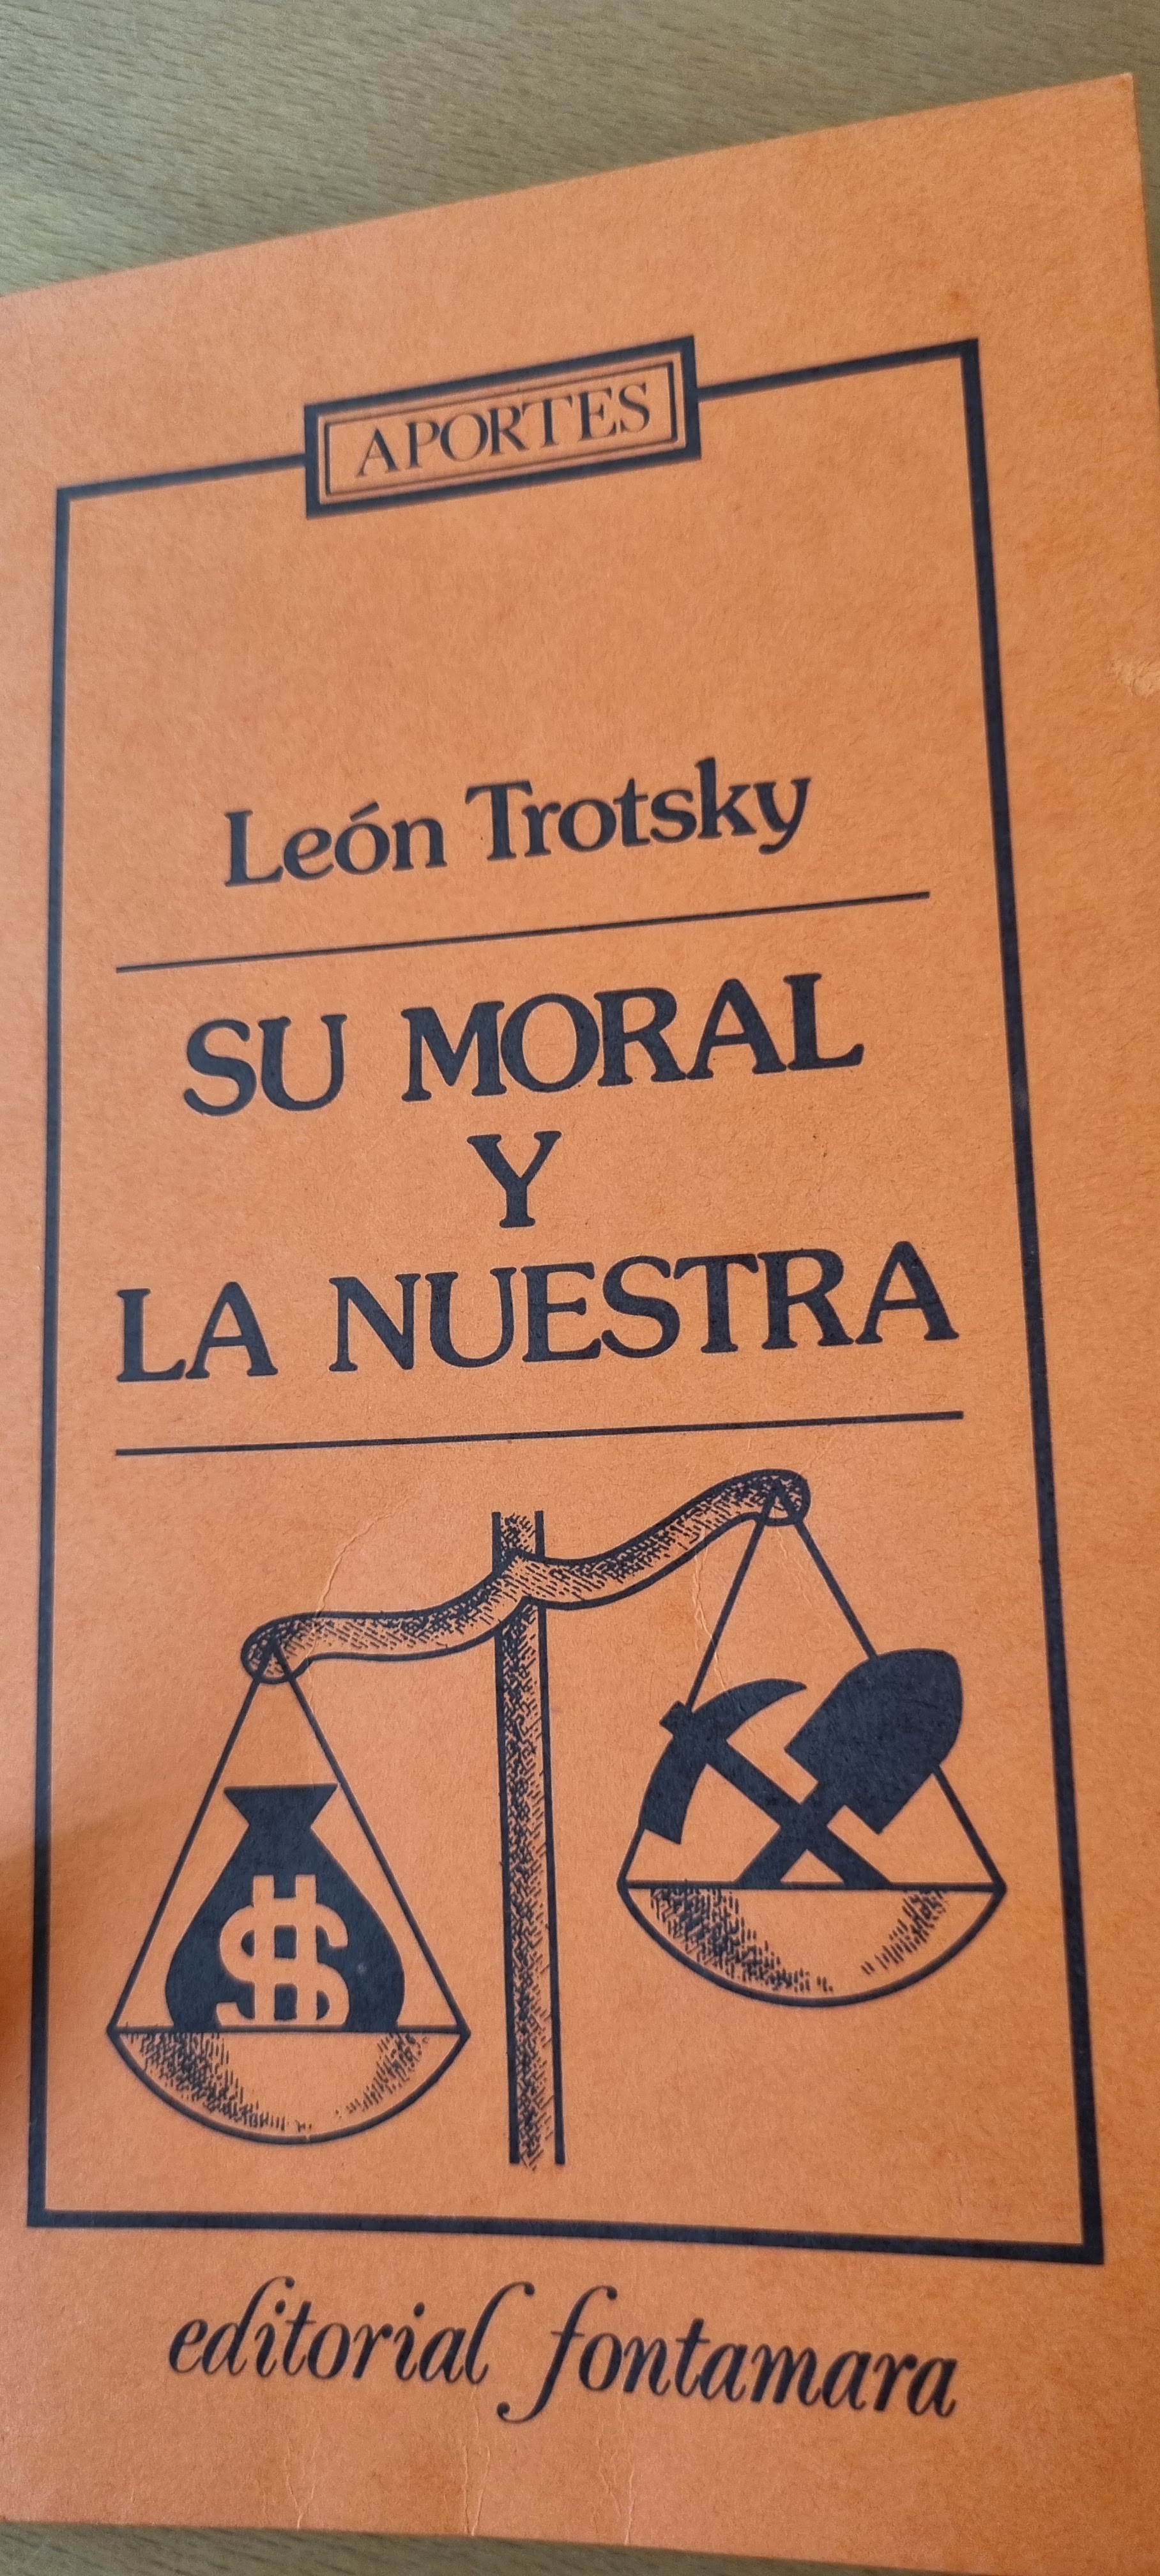 APORTES
León Trotsky
SU MORAL
Y
LA NUESTRA
$
editorial fontamara